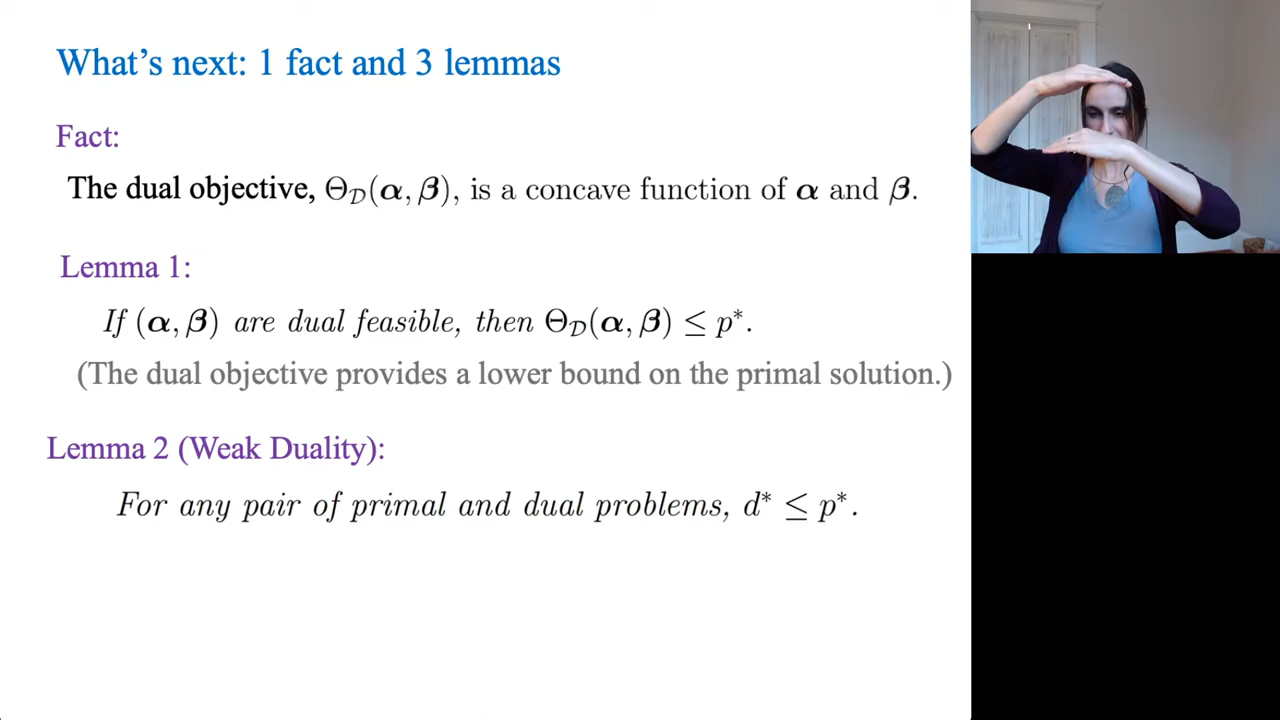 What's next: 1 fact and 3 lemmas
Fact:
The dual objective, Θ_𝒟(α, β), is a concave function of α and β.
Lemma 1:
If (α, β) are dual feasible, then Θ_𝒟(α, β) ≤ p*.
(The dual objective provides a lower bound on the primal solution.)
Lemma 2 (Weak Duality):
For any pair of primal and dual problems, d* ≤ p*.